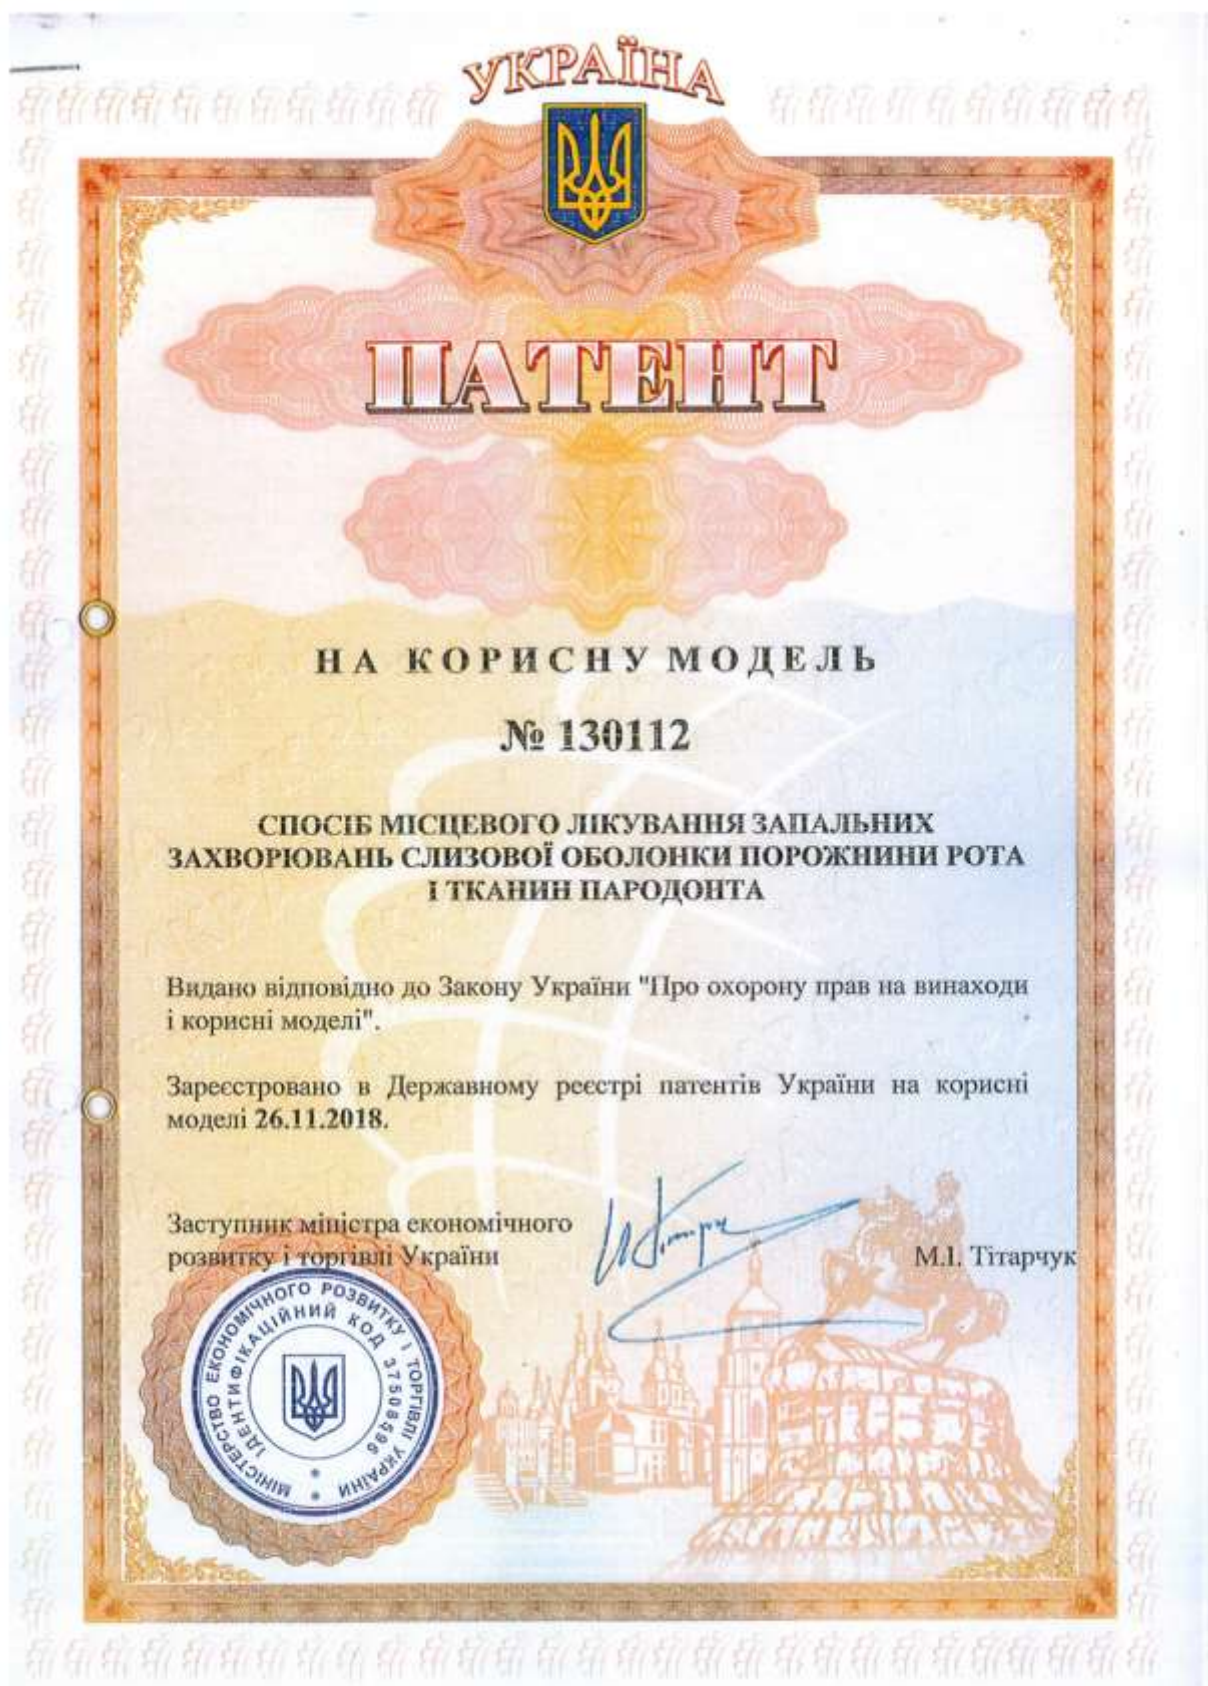 УКРАЇНА
ПАТЕНТ
НА КОРИСНУ МОДЕЛЬ
№ 130112
СПОСІБ МІСЦЕВОГО ЛІКУВАННЯ ЗАПАЛЬНИХ
ЗАХВОРЮВАНЬ СЛИЗОВОЇ ОБОЛОНКИ ПОРОЖНИНИ РОТА
І ТКАНИН ПАРОДОНТА
Видано відповідно до Закону України "Про охорону прав на винаходи
і корисні моделі".
Зареєстровано в Державному реєстрі патентів України на корисні
моделі 26.11.2018.
Заступник міністра економічного
розвитку і торгівлі України
М.І. Тітарчук
МІНІСТЕРСТВО ЕКОНОМІЧНОГО РОЗВИТКУ І ТОРГІВЛІ УКРАЇНИ
ІДЕНТИФІКАЦІЙНИЙ КОД 37508596